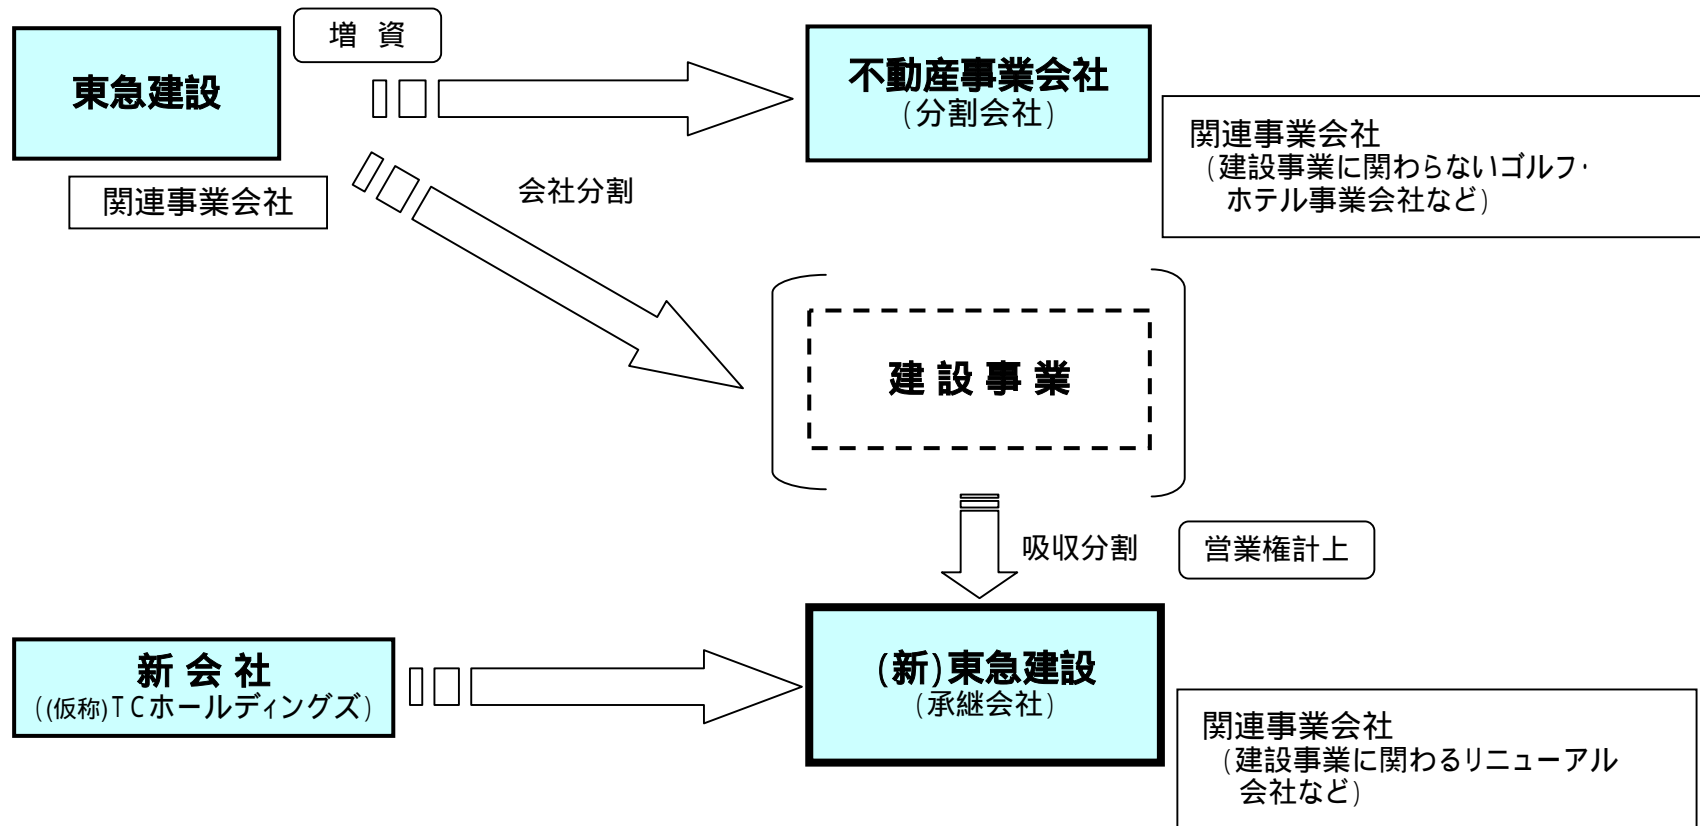 増 資
東急建設
関連事業会社
会社分割
不動産事業会社
(分割会社)
関連事業会社
(建設事業に関わらないゴルフ・
ホテル事業会社など)
建 設 事 業
吸収分割
営業権計上
新 会 社
((仮称)TCホールディングズ)
(新)東急建設
(承継会社)
関連事業会社
(建設事業に関わるリニューアル
会社など)